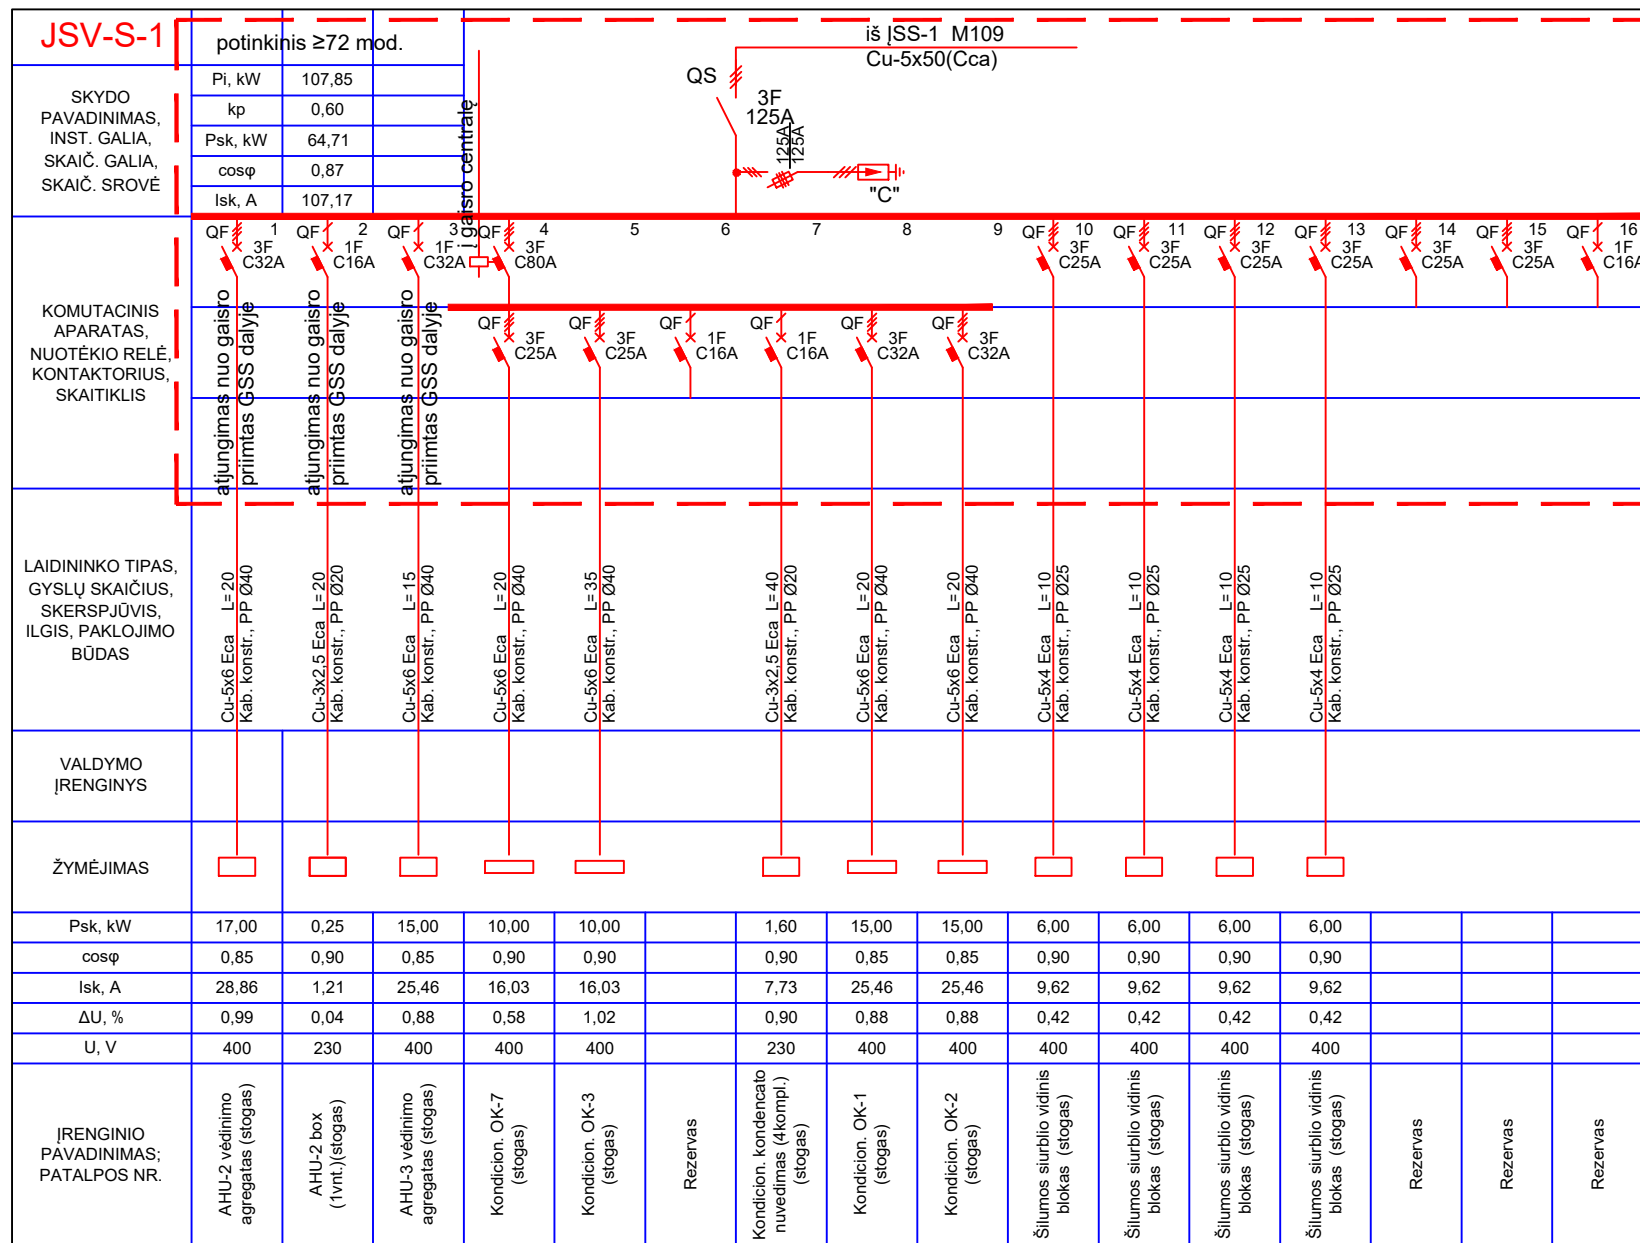 JSV-S-1
potinkinis ≥72 mod.
iš ĮSS-1 M109
Cu-5x50(Cca)
SKYDO
PAVADINIMAS,
INST. GALIA,
SKAIČ. GALIA,
SKAIČ. SROVĖ
Pi, kW 107,85
kp 0,60
Psk, kW 64,71
cosφ 0,87
Isk, A 107,17
į gaisro centralę
QS
3F
125A
125A
125A
"C"
KOMUTACINIS
APARATAS,
NUOTĖKIO RELĖ,
KONTAKTORIUS,
SKAITIKLIS
1 2 3 4 5 6 7 8 9 10 11 12 13 14 15 16
QF 3F C32A
QF 1F C16A
QF 1F C32A
QF 3F C80A
QF 3F C25A
QF 3F C25A
QF 3F C25A
QF 3F C25A
QF 3F C25A
QF 3F C25A
QF 1F C16A
QF 3F C25A
QF 3F C25A
QF 1F C16A
QF 1F C16A
QF 3F C32A
QF 3F C32A
atjungimas nuo gaisro
priimtas GSS dalyje
atjungimas nuo gaisro
priimtas GSS dalyje
atjungimas nuo gaisro
priimtas GSS dalyje
LAIDININKO TIPAS,
GYSLŲ SKAIČIUS,
SKERSPJŪVIS,
ILGIS, PAKLOJIMO
BŪDAS
Cu-5x6 Eca L= 20
Kab. konstr., PP Ø40
Cu-3x2,5 Eca L= 20
Kab. konstr., PP Ø20
Cu-5x6 Eca L= 15
Kab. konstr., PP Ø40
Cu-5x6 Eca L= 20
Kab. konstr., PP Ø40
Cu-5x6 Eca L= 35
Kab. konstr., PP Ø40
Cu-3x2,5 Eca L= 40
Kab. konstr., PP Ø20
Cu-5x6 Eca L= 20
Kab. konstr., PP Ø40
Cu-5x6 Eca L= 20
Kab. konstr., PP Ø40
Cu-5x4 Eca L= 10
Kab. konstr., PP Ø25
Cu-5x4 Eca L= 10
Kab. konstr., PP Ø25
Cu-5x4 Eca L= 10
Kab. konstr., PP Ø25
Cu-5x4 Eca L= 10
Kab. konstr., PP Ø25
VALDYMO
ĮRENGINYS
ŽYMĖJIMAS
Psk, kW 17,00 0,25 15,00 10,00 10,00 1,60 15,00 15,00 6,00 6,00 6,00 6,00
cosφ 0,85 0,90 0,85 0,90 0,90 0,90 0,85 0,85 0,90 0,90 0,90 0,90
Isk, A 28,86 1,21 25,46 16,03 16,03 7,73 25,46 25,46 9,62 9,62 9,62 9,62
ΔU, % 0,99 0,04 0,88 0,58 1,02 0,90 0,88 0,88 0,42 0,42 0,42 0,42
U, V 400 230 400 400 400 230 400 400 400 400 400 400
ĮRENGINIO
PAVADINIMAS;
PATALPOS NR.
AHU-2 vėdinimo
agregatas (stogas)
AHU-2 box
(1vnt.)(stogas)
AHU-3 vėdinimo
agregatas (stogas)
Kondicion. OK-7
(stogas)
Kondicion. OK-3
(stogas)
Rezervas
Kondicion. kondencato
nuvedimas (4kompl.)
(stogas)
Kondicion. OK-1
(stogas)
Kondicion. OK-2
(stogas)
Šilumos siurblio vidinis
blokas (stogas)
Šilumos siurblio vidinis
blokas (stogas)
Šilumos siurblio vidinis
blokas (stogas)
Šilumos siurblio vidinis
blokas (stogas)
Rezervas
Rezervas
Rezervas